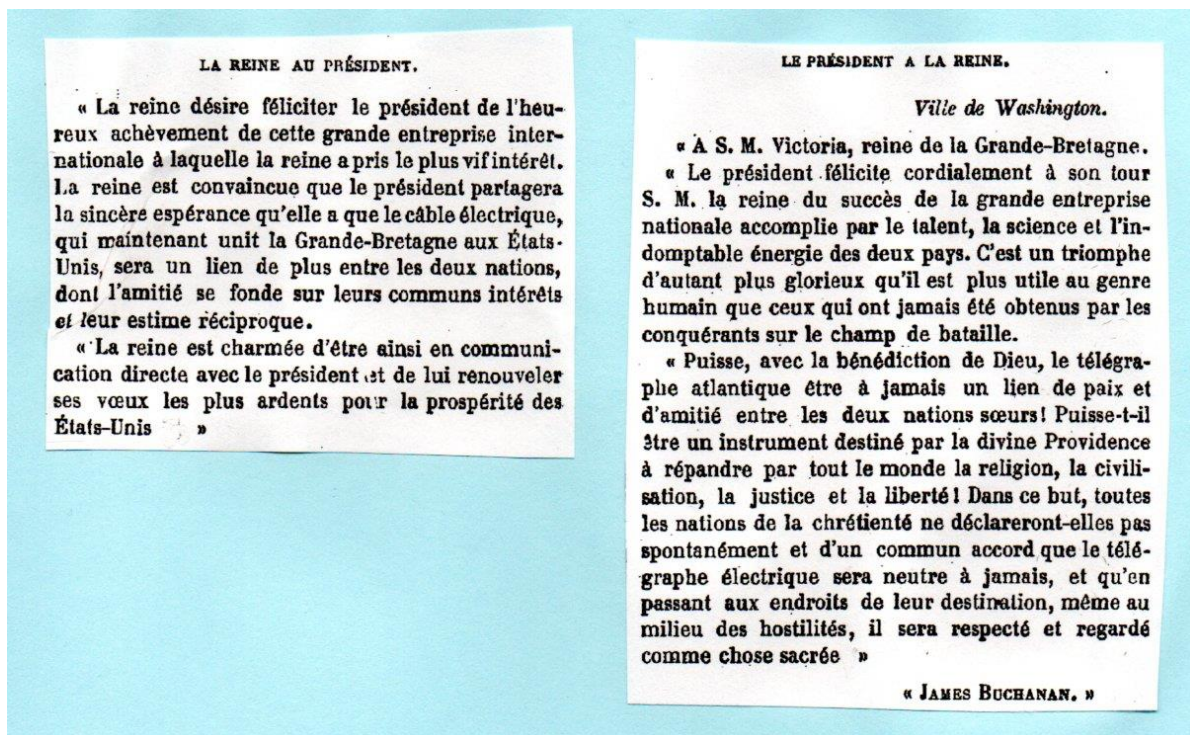 LA REINE AU PRÉSIDENT.
« La reine désire féliciter le président de l'heu-
reux achèvement de cette grande entreprise inter-
nationale à laquelle la reine a pris le plus vif intérêt.
La reine est convaincue que le président partagera
la sincère espérance qu'elle a que le câble électrique,
qui maintenant unit la Grande-Bretagne aux États-
Unis, sera un lien de plus entre les deux nations,
dont l'amitié se fonde sur leurs communs intérêts
et leur estime réciproque.
« La reine est charmée d'être ainsi en communi-
cation directe avec le président et de lui renouveler
ses vœux les plus ardents pour la prospérité des
États-Unis »
LE PRÉSIDENT A LA REINE.
Ville de Washington.
« A S. M. Victoria, reine de la Grande-Bretagne.
« Le président félicite cordialement à son tour
S. M. la reine du succès de la grande entreprise
nationale accomplie par le talent, la science et l'in-
domptable énergie des deux pays. C'est un triomphe
d'autant plus glorieux qu'il est plus utile au genre
humain que ceux qui ont jamais été obtenus par les
conquérants sur le champ de bataille.
« Puisse, avec la bénédiction de Dieu, le télégra-
phe atlantique être à jamais un lien de paix et
d'amitié entre les deux nations sœurs! Puisse-t-il
être un instrument destiné par la divine Providence
à répandre par tout le monde la religion, la civili-
sation, la justice et la liberté! Dans ce but, toutes
les nations de la chrétienté ne déclareront-elles pas
spontanément et d'un commun accord que le télé-
graphe électrique sera neutre à jamais, et qu'en
passant aux endroits de leur destination, même au
milieu des hostilités, il sera respecté et regardé
comme chose sacrée »
« JAMES BUCHANAN. »